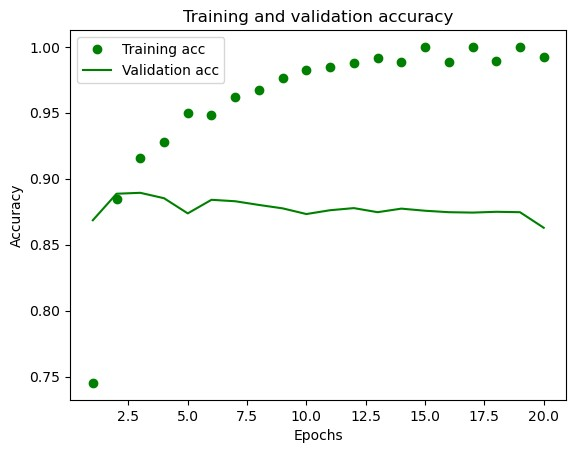 Training and validation accuracy
Training acc
Validation acc
1.00
0.95
0.90
0.85
0.80
0.75
Accuracy
2.5 5.0 7.5 10.0 12.5 15.0 17.5 20.0
Epochs